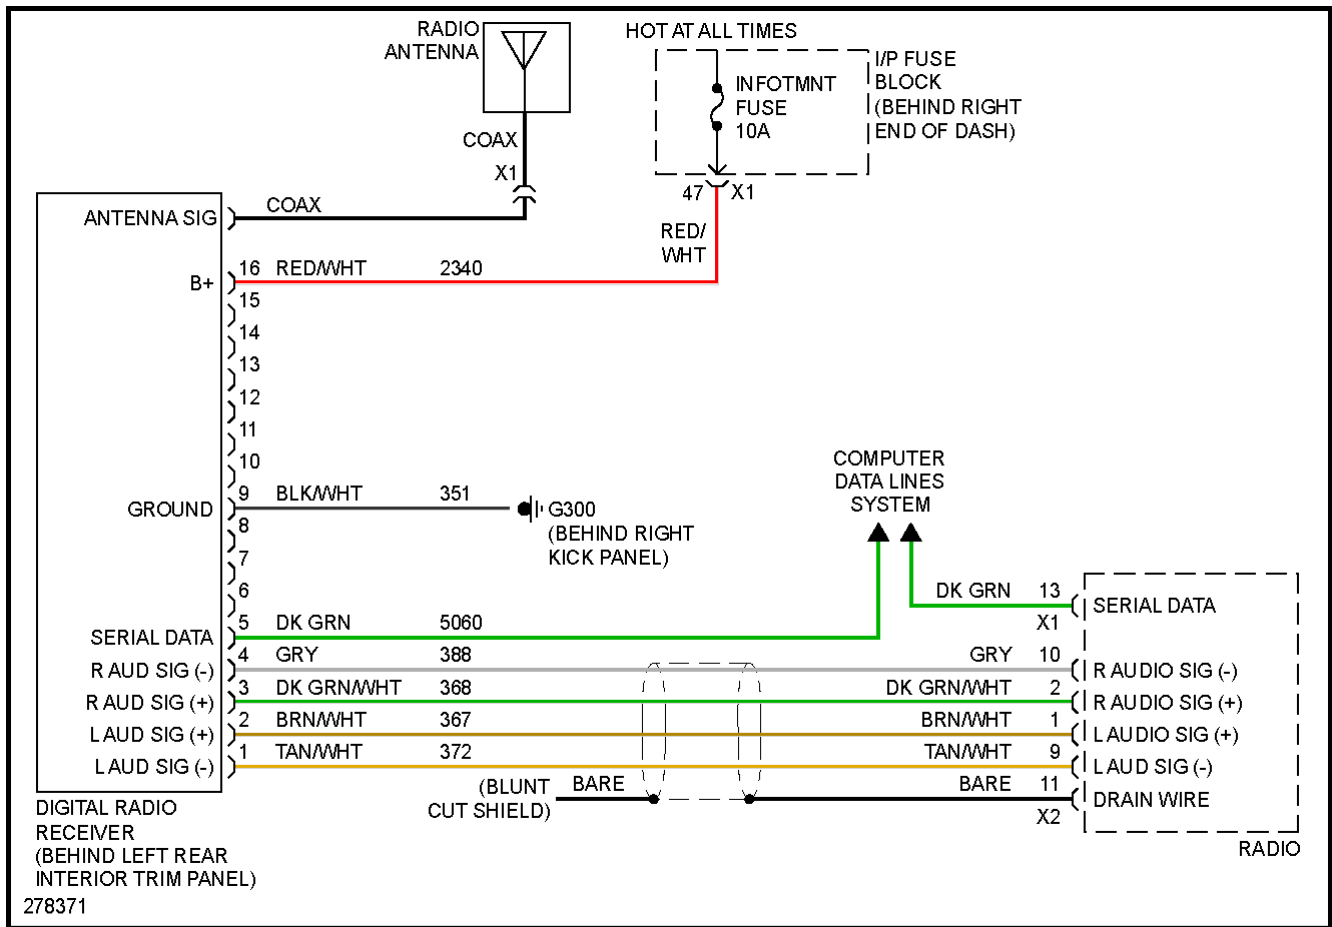 RADIO
ANTENNA
HOT AT ALL TIMES
INFOTMNT
FUSE
10A
I/P FUSE
BLOCK
(BEHIND RIGHT
END OF DASH)
COAX
X1
47 X1
RED/
WHT
ANTENNA SIG COAX
B+ 16 RED/WHT 2340
15
14
13
12
11
10
GROUND 9 BLK/WHT 351 G300
(BEHIND RIGHT
KICK PANEL)
8
7
6
COMPUTER
DATA LINES
SYSTEM
DK GRN 13 SERIAL DATA
X1
SERIAL DATA 5 DK GRN 5060
R AUD SIG (-) 4 GRY 388 GRY 10 R AUDIO SIG (-)
R AUD SIG (+) 3 DK GRN/WHT 368 DK GRN/WHT 2 R AUDIO SIG (+)
L AUD SIG (+) 2 BRN/WHT 367 BRN/WHT 1 L AUDIO SIG (+)
L AUD SIG (-) 1 TAN/WHT 372 TAN/WHT 9 L AUD SIG (-)
(BLUNT
CUT SHIELD) BARE BARE 11 DRAIN WIRE
X2
RADIO
DIGITAL RADIO
RECEIVER
(BEHIND LEFT REAR
INTERIOR TRIM PANEL)
278371